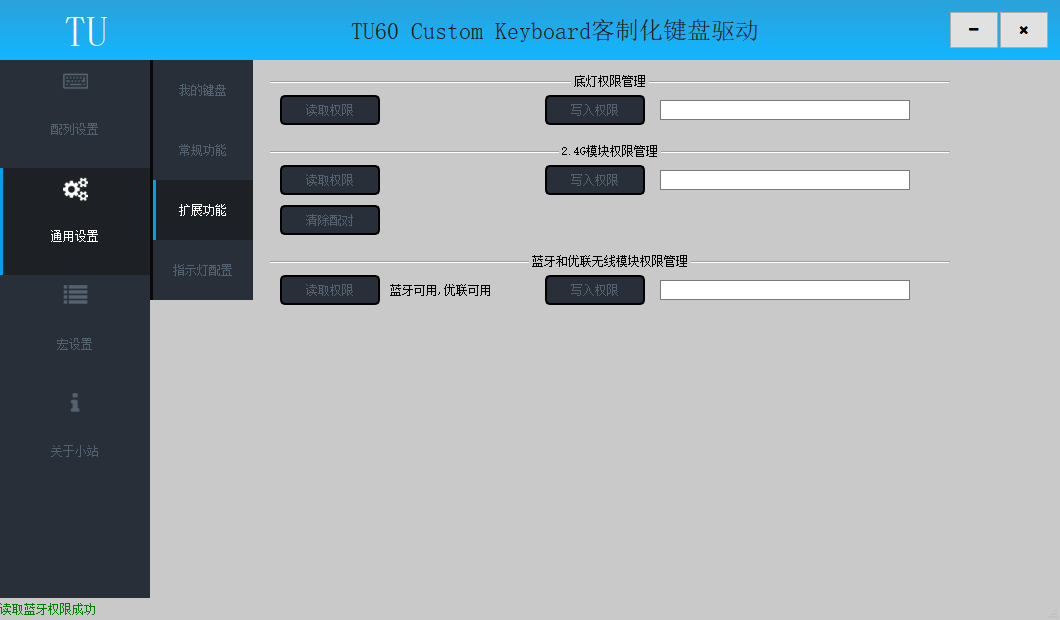 TU
TU60 Custom Keyboard客制化键盘驱动
配列设置
通用设置
宏设置
关于小站
我的键盘
常规功能
扩展功能
指示灯配置
底灯权限管理
读取权限
写入权限
2.4G模块权限管理
读取权限
写入权限
清除配对
蓝牙和优联无线模块权限管理
读取权限
蓝牙可用,优联可用
写入权限
读取蓝牙权限成功